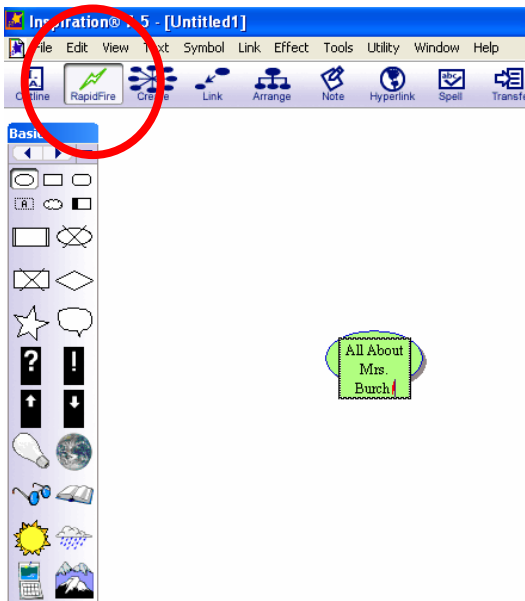 Inspiration® 7.5 - [Untitled1]
File Edit View Text Symbol Link Effect Tools Utility Window Help
Outline RapidFire Create Link Arrange Note Hyperlink Spell
Basic
A
All About
Mrs.
Burch
?
!